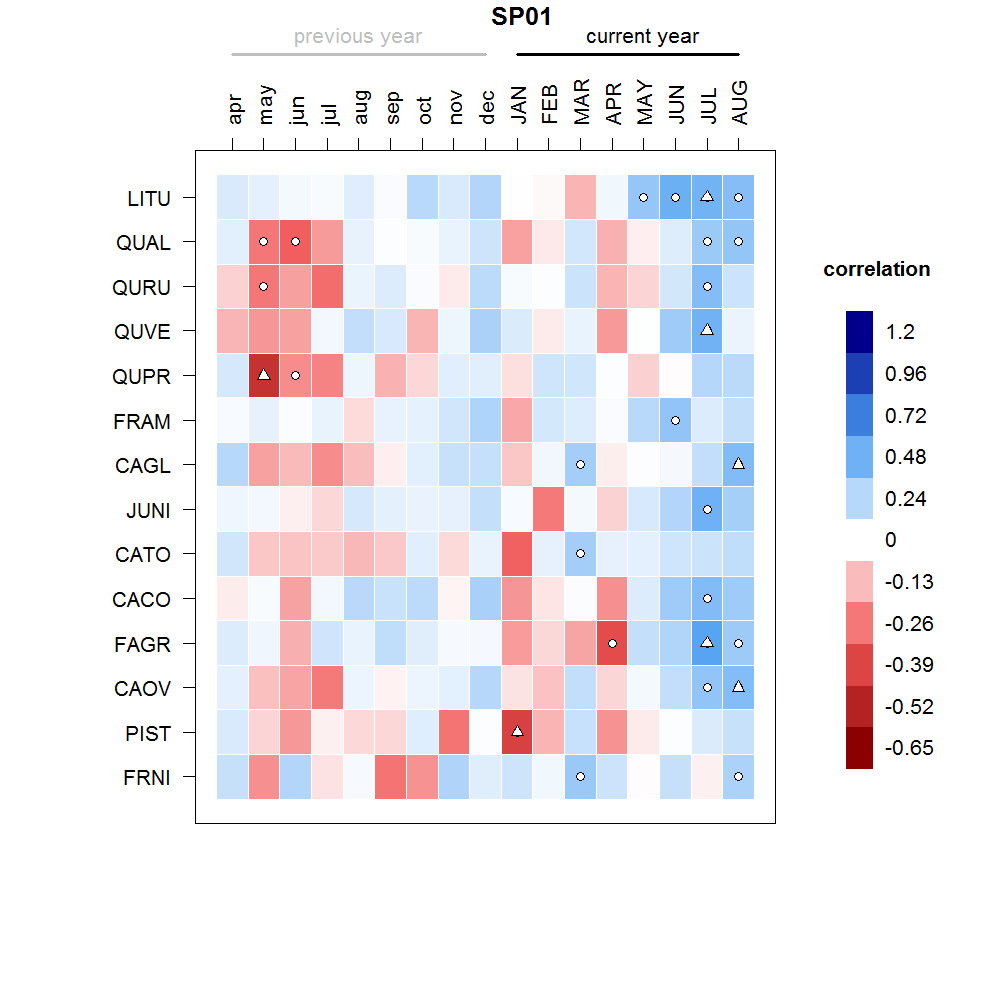 SP01
previous year current year
apr may jun jul aug sep oct nov dec JAN FEB MAR APR MAY JUN JUL AUG
LITU
QUAL
QURU
QUVE
QUPR
FRAM
CAGL
JUNI
CATO
CACO
FAGR
CAOV
PIST
FRNI
correlation
1.2
0.96
0.72
0.48
0.24
0
-0.13
-0.26
-0.39
-0.52
-0.65